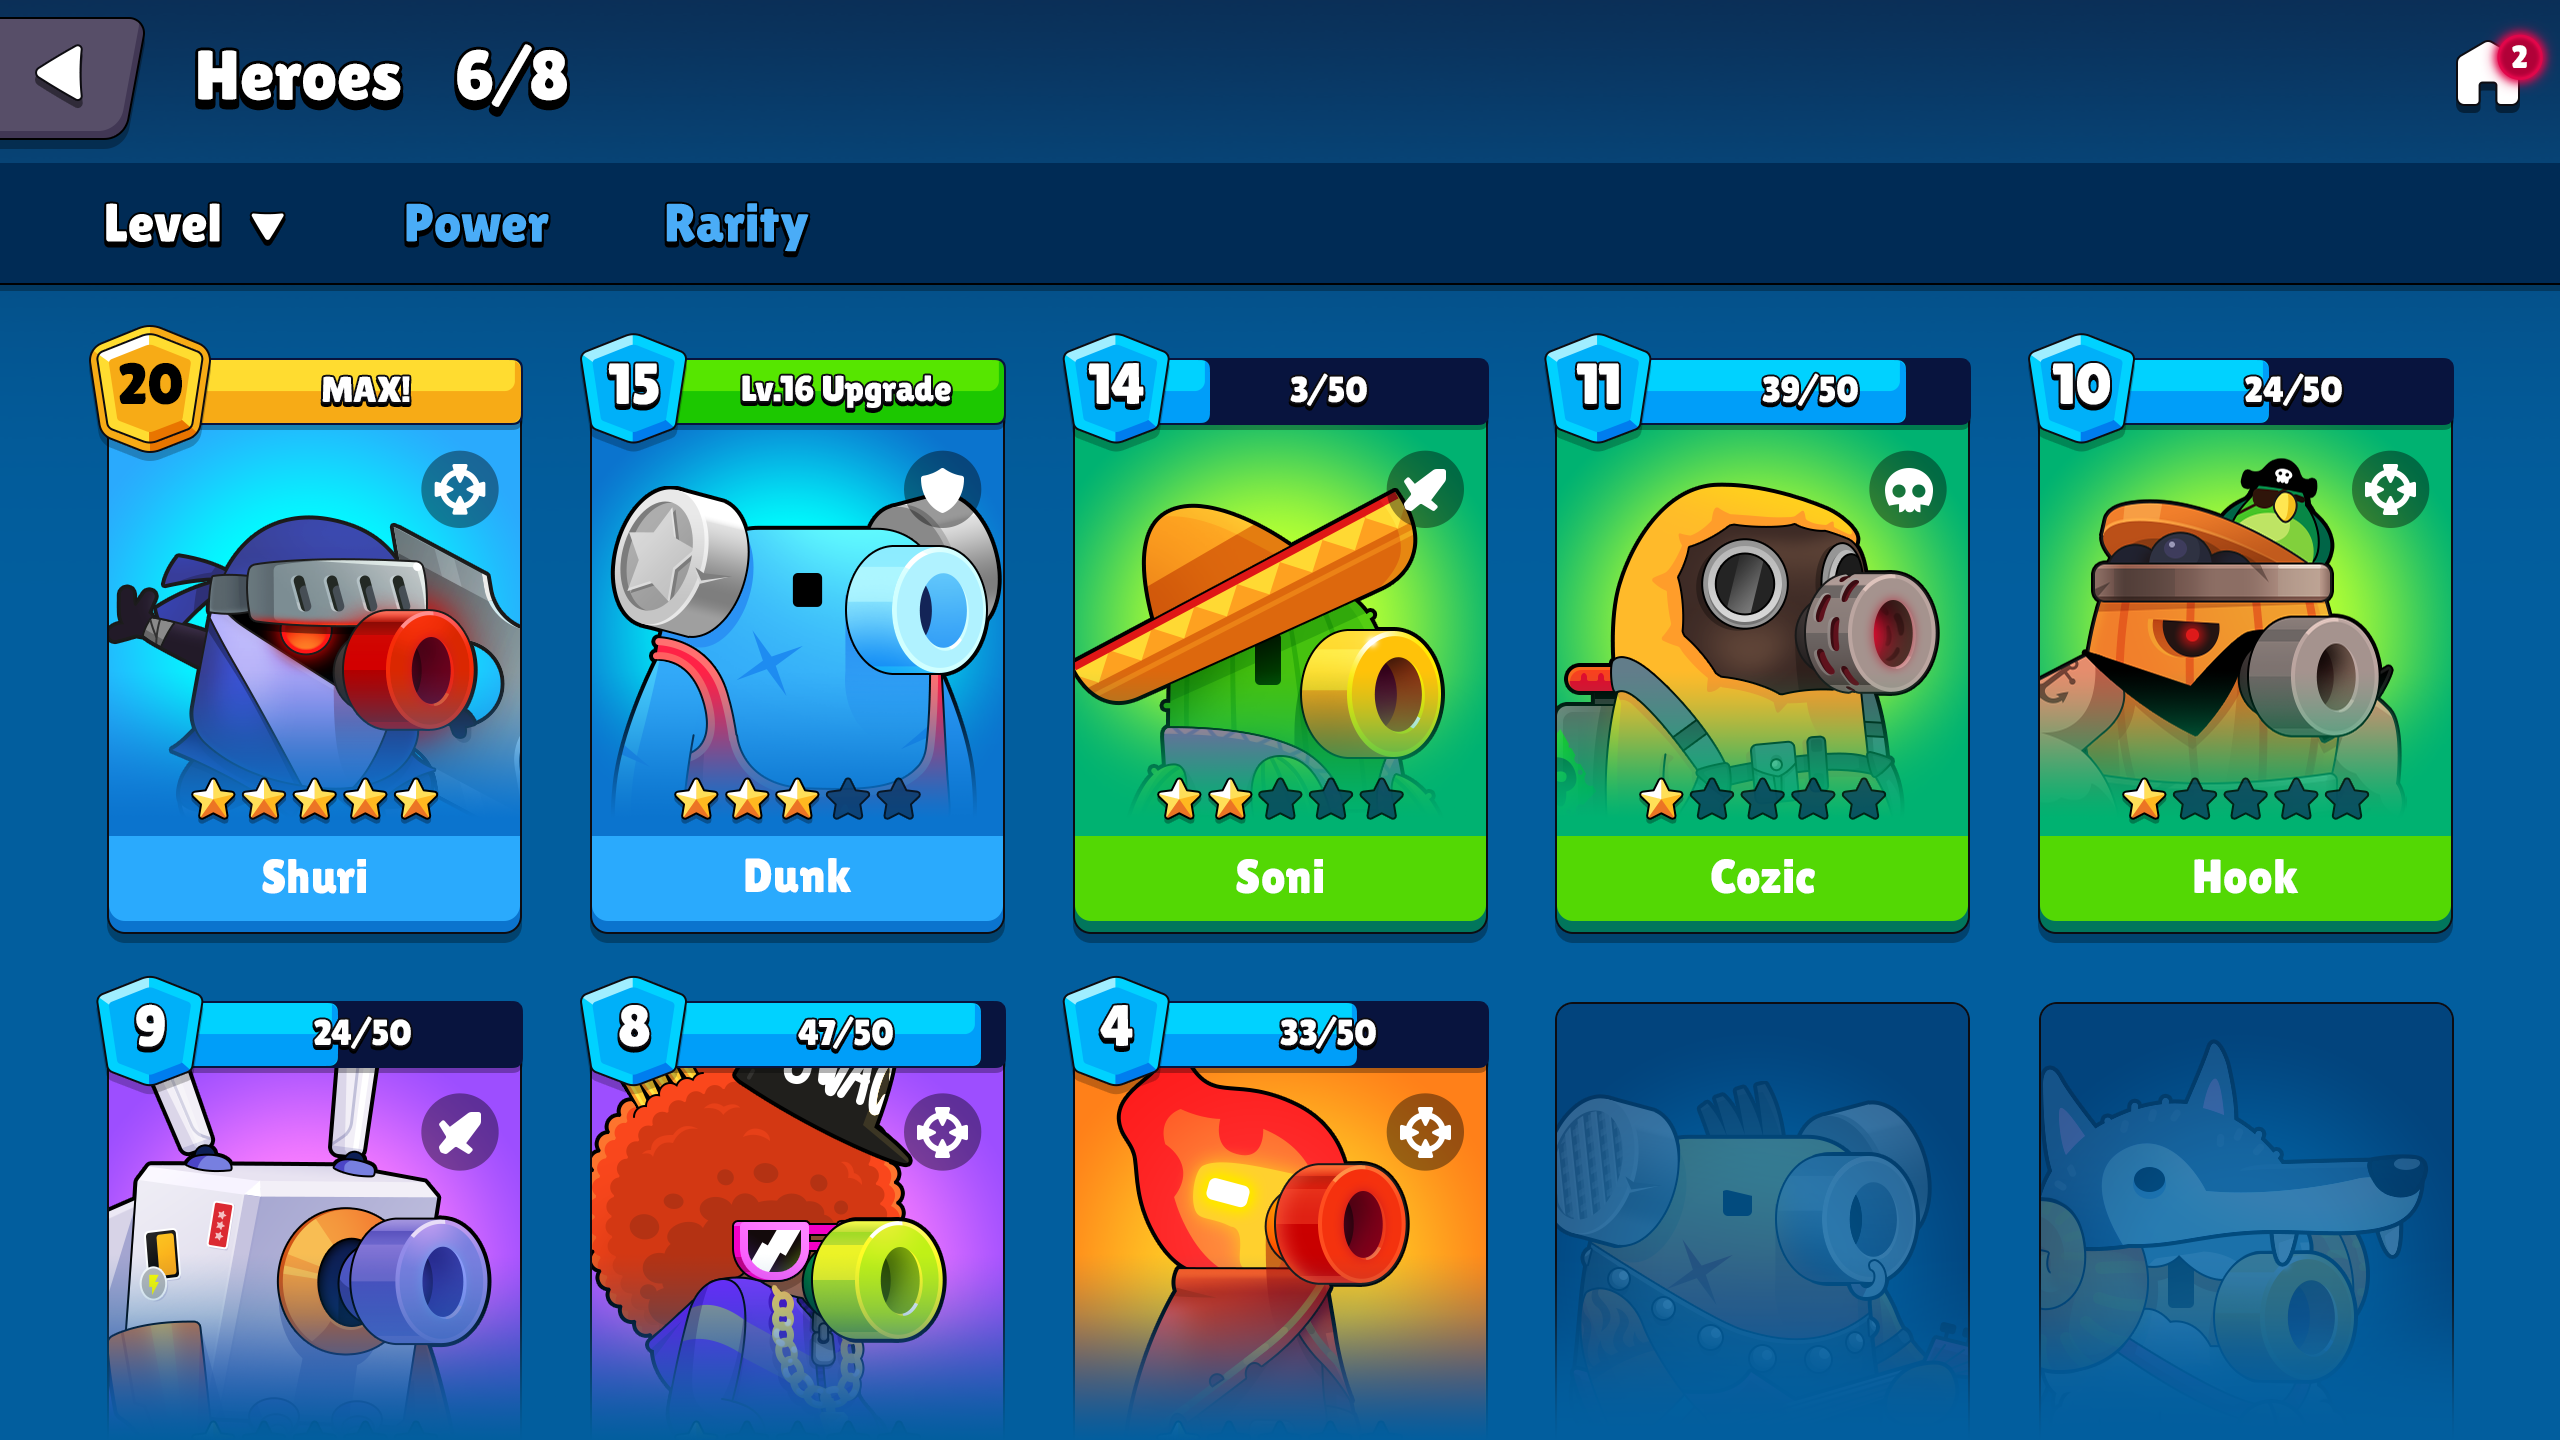 Heroes 6/8
2
Level Power Rarity
20 MAX!
15 Lv.16 Upgrade
14 3/50
11 39/50
10 24/50
Shuri
Dunk
Soni
Cozic
Hook
9 24/50
8 47/50
4 33/50